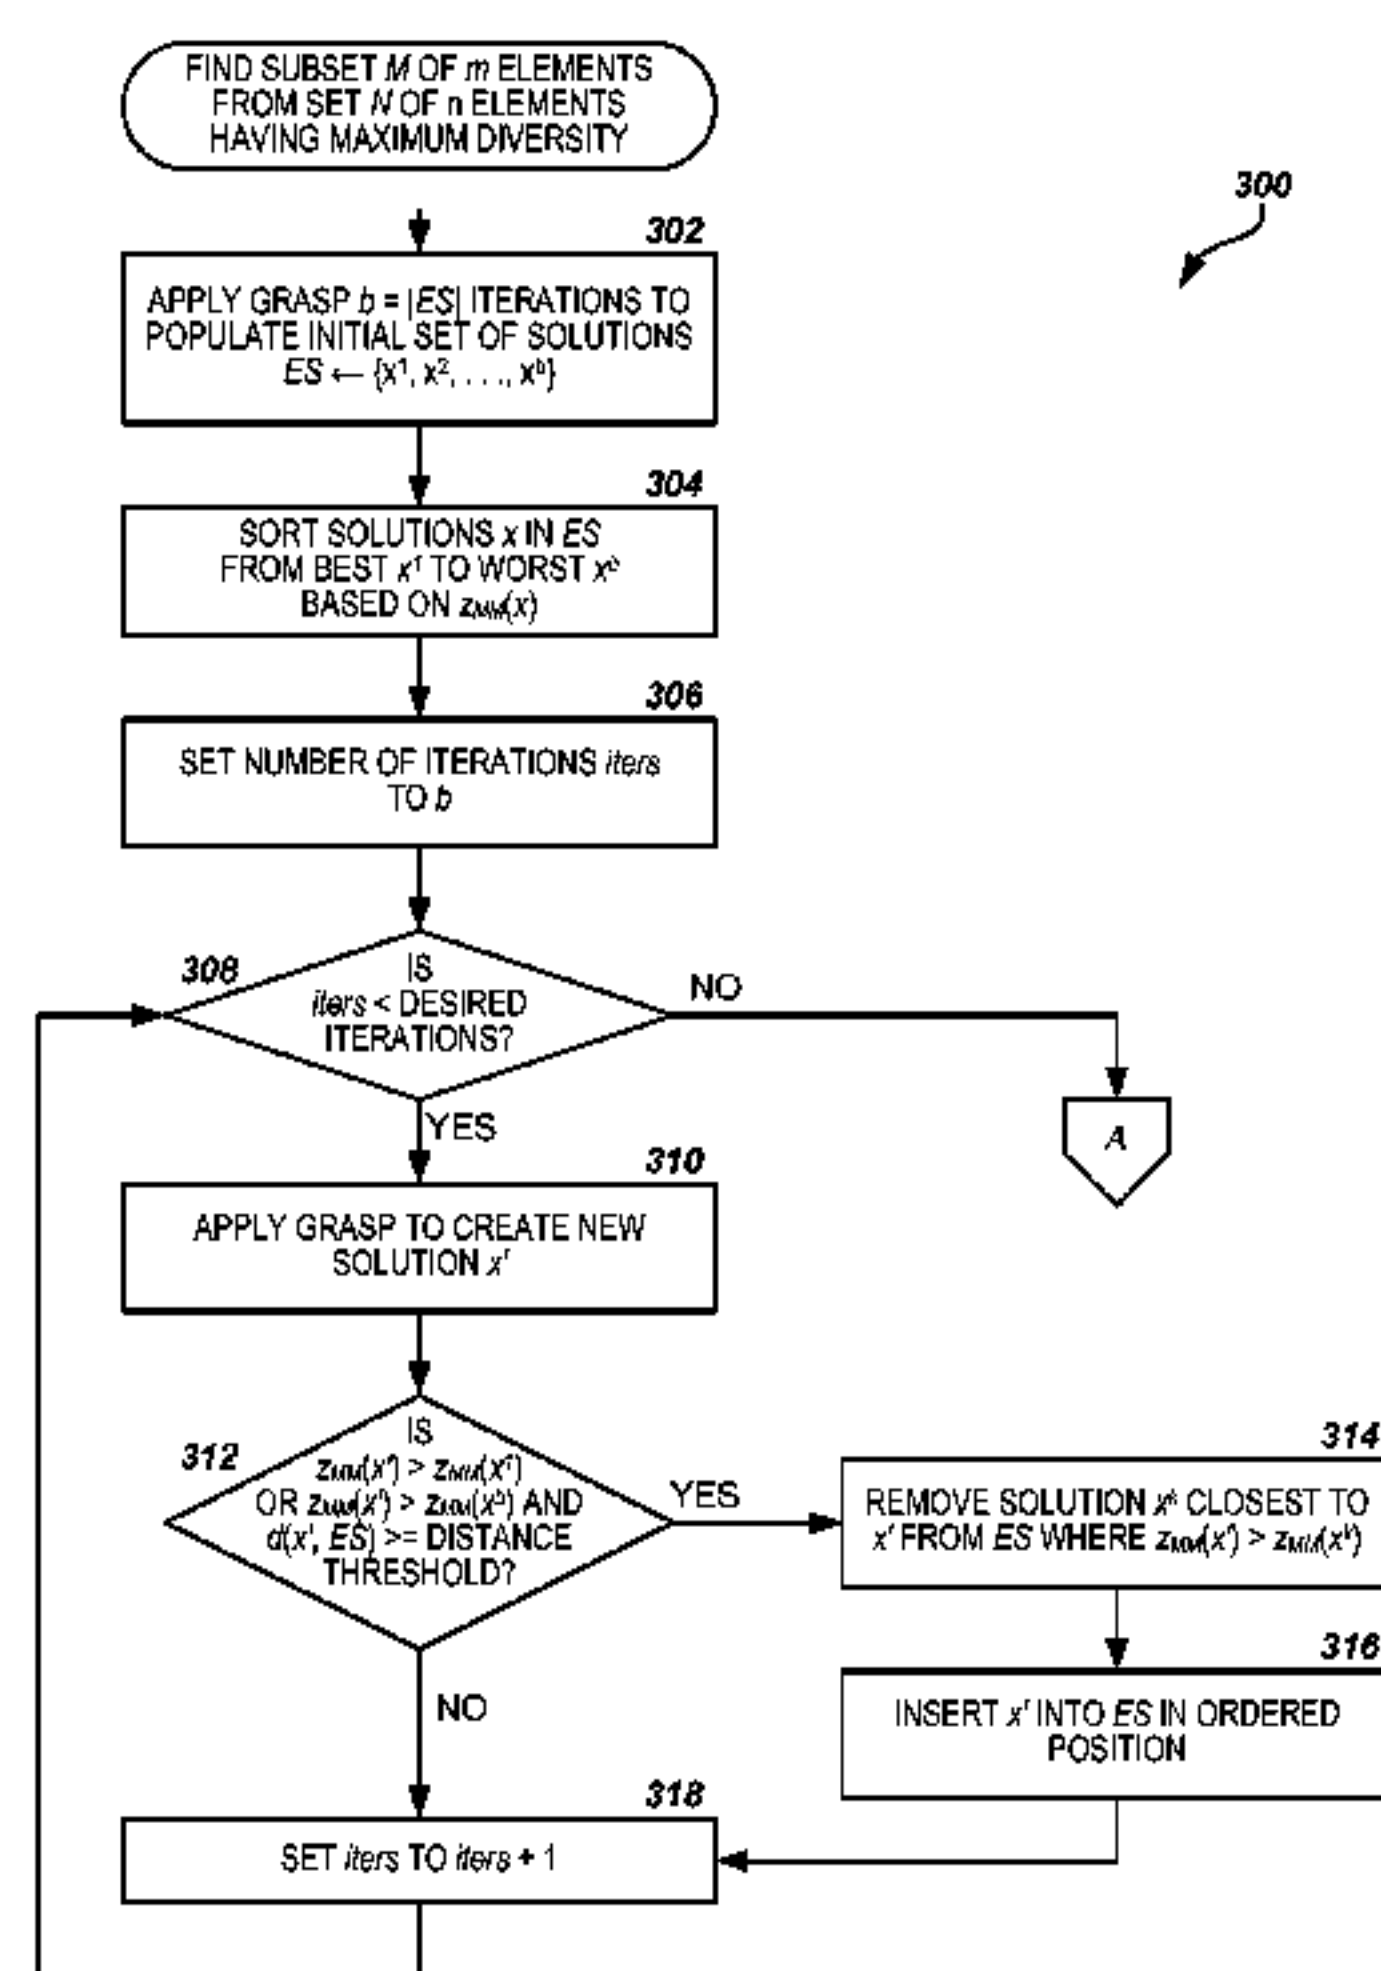 FIND SUBSET M OF m ELEMENTS
FROM SET N OF n ELEMENTS
HAVING MAXIMUM DIVERSITY
300
302
APPLY GRASP b = |ES| ITERATIONS TO
POPULATE INITIAL SET OF SOLUTIONS
ES ← {x¹, x², . . ., xᵇ}
304
SORT SOLUTIONS x IN ES
FROM BEST x¹ TO WORST xᵇ
BASED ON zMM(x)
306
SET NUMBER OF ITERATIONS iters
TO b
308
IS
iters < DESIRED
ITERATIONS?
NO
A
YES
310
APPLY GRASP TO CREATE NEW
SOLUTION x'
312
IS
zMM(x') > zMM(x¹)
OR zMM(x') > zMM(xᵇ) AND
d(x', ES) >= DISTANCE
THRESHOLD?
YES
314
REMOVE SOLUTION xᵏ CLOSEST TO
x' FROM ES WHERE zMM(x') > zMM(xᵏ)
316
INSERT x' INTO ES IN ORDERED
POSITION
NO
318
SET iters TO iters + 1